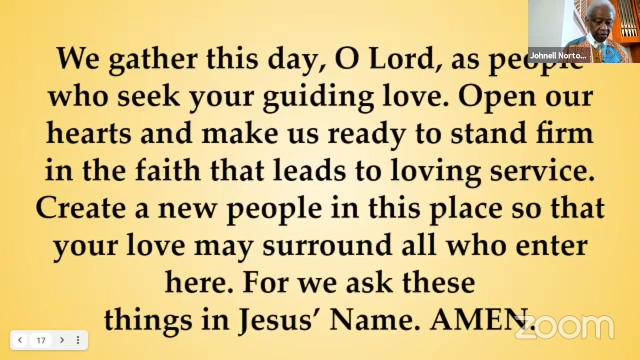 Johnell Norto...
We gather this day, O Lord, as people
who seek your guiding love. Open our
hearts and make us ready to stand firm
in the faith that leads to loving service.
Create a new people in this place so that
your love may surround all who enter
here. For we ask these
things in Jesus’ Name. AMEN.
17
zoom